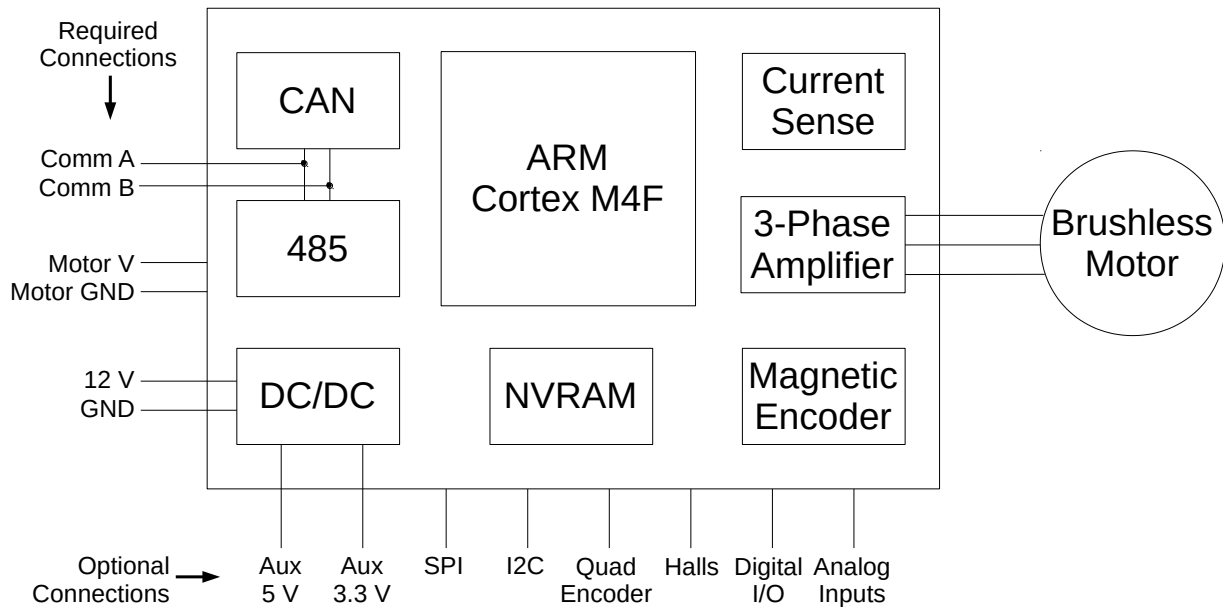 Required
Connections
CAN
ARM
Cortex M4F
Current
Sense
Comm A
Comm B
485
3-Phase
Amplifier
Brushless
Motor
Motor V
Motor GND
12 V
GND
DC/DC
NVRAM
Magnetic
Encoder
Optional
Connections
Aux
5 V
Aux
3.3 V
SPI
I2C
Quad
Encoder
Halls
Digital
I/O
Analog
Inputs